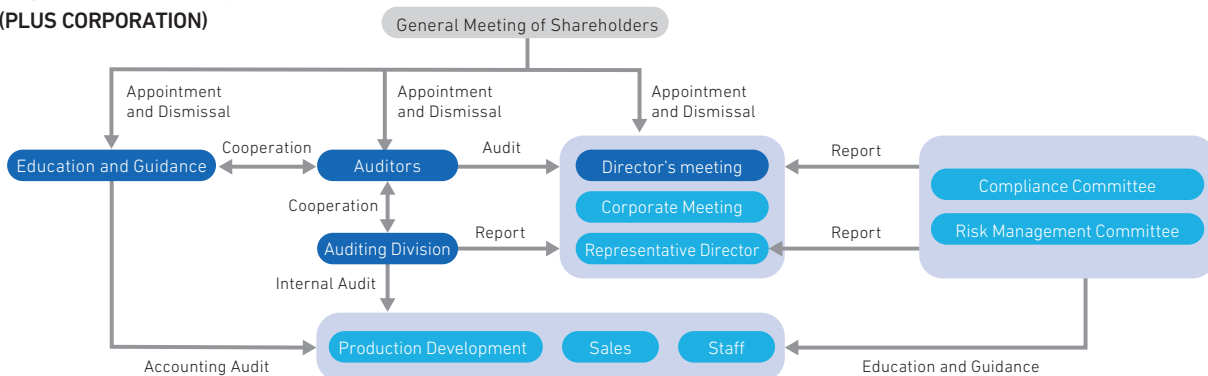 (PLUS CORPORATION)
General Meeting of Shareholders
Appointment
and Dismissal
Appointment
and Dismissal
Appointment
and Dismissal
Education and Guidance
Cooperation
Auditors
Audit
Director's meeting
Report
Compliance Committee
Cooperation
Corporate Meeting
Auditing Division
Report
Representative Director
Report
Risk Management Committee
Internal Audit
Production Development
Sales
Staff
Accounting Audit
Education and Guidance